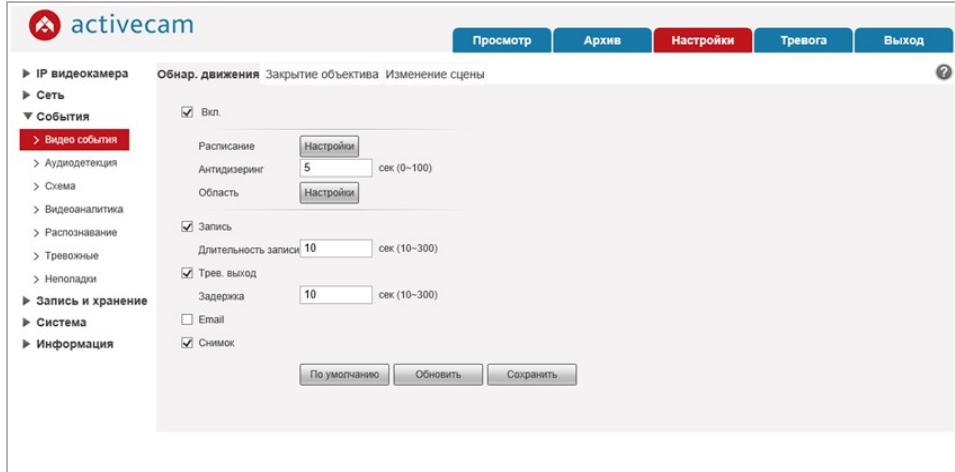 activecam
Просмотр Архив Настройки Тревога Выход
IP видеокамера
Сеть
События
Видео события
Аудиодетекция
Схема
Видеоаналитика
Распознавание
Тревожные
Неполадки
Запись и хранение
Система
Информация
Обнар. движения Закрытие объектива Изменение сцены
?
Вкл.
Расписание Настройки
Антидизеринг 5 сек (0~100)
Область Настройки
Запись
Длительность записи 10 сек (10~300)
Трев. выход
Задержка 10 сек (10~300)
Email
Снимок
По умолчанию Обновить Сохранить